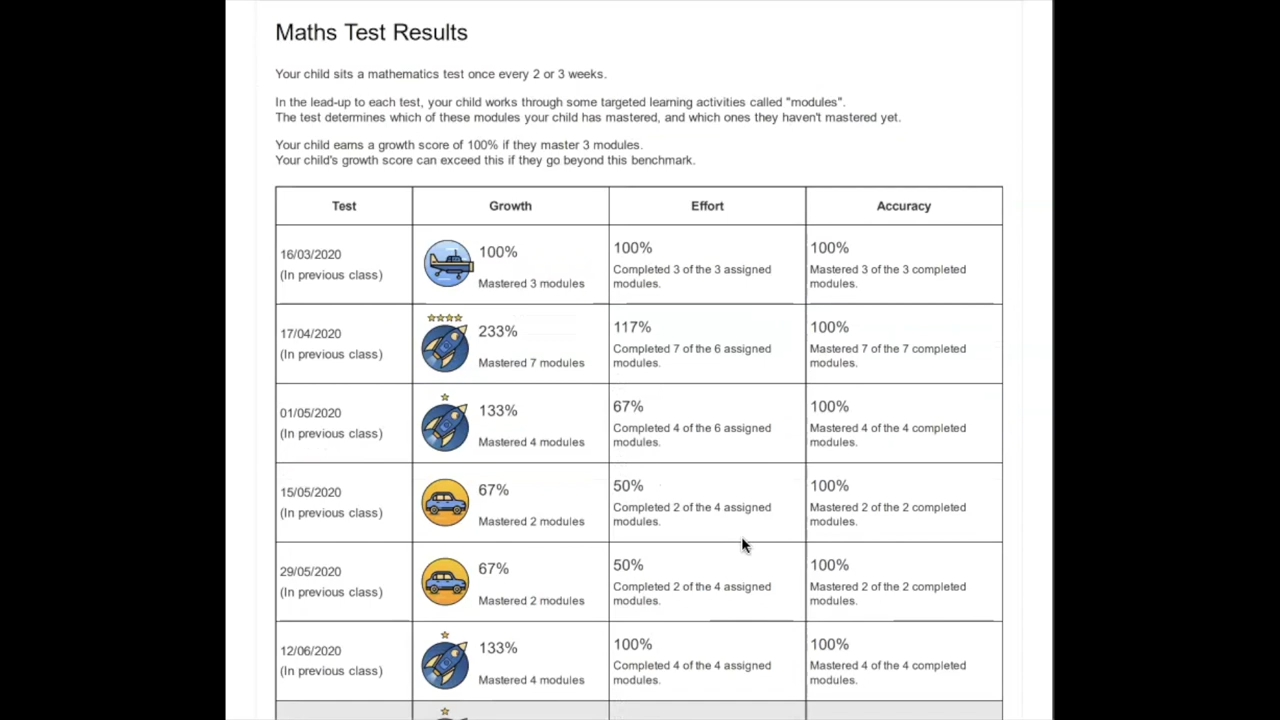 Maths Test Results
Your child sits a mathematics test once every 2 or 3 weeks.
In the lead-up to each test, your child works through some targeted learning activities called "modules".
The test determines which of these modules your child has mastered, and which ones they haven't mastered yet.
Your child earns a growth score of 100% if they master 3 modules.
Your child's growth score can exceed this if they go beyond this benchmark.
Test Growth Effort Accuracy
16/03/2020
(In previous class)
100%
Mastered 3 modules
100%
Completed 3 of the 3 assigned
modules.
100%
Mastered 3 of the 3 completed
modules.
17/04/2020
(In previous class)
233%
Mastered 7 modules
117%
Completed 7 of the 6 assigned
modules.
100%
Mastered 7 of the 7 completed
modules.
01/05/2020
(In previous class)
133%
Mastered 4 modules
67%
Completed 4 of the 6 assigned
modules.
100%
Mastered 4 of the 4 completed
modules.
15/05/2020
(In previous class)
67%
Mastered 2 modules
50%
Completed 2 of the 4 assigned
modules.
100%
Mastered 2 of the 2 completed
modules.
29/05/2020
(In previous class)
67%
Mastered 2 modules
50%
Completed 2 of the 4 assigned
modules.
100%
Mastered 2 of the 2 completed
modules.
12/06/2020
(In previous class)
133%
Mastered 4 modules
100%
Completed 4 of the 4 assigned
modules.
100%
Mastered 4 of the 4 completed
modules.